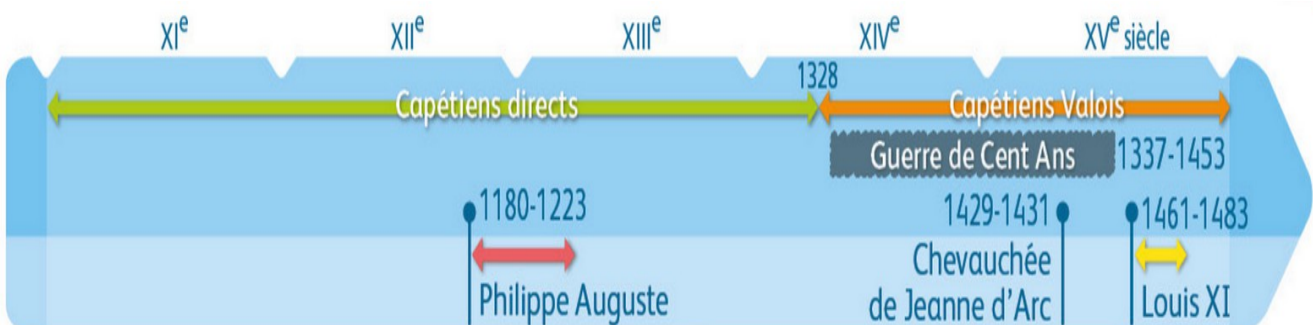 XIe XIIe XIIIe XIVe XVe siècle
1328
Capétiens directs Capétiens Valois
Guerre de Cent Ans 1337-1453
1180-1223 1429-1431 1461-1483
Chevauchée
Philippe Auguste de Jeanne d'Arc Louis XI